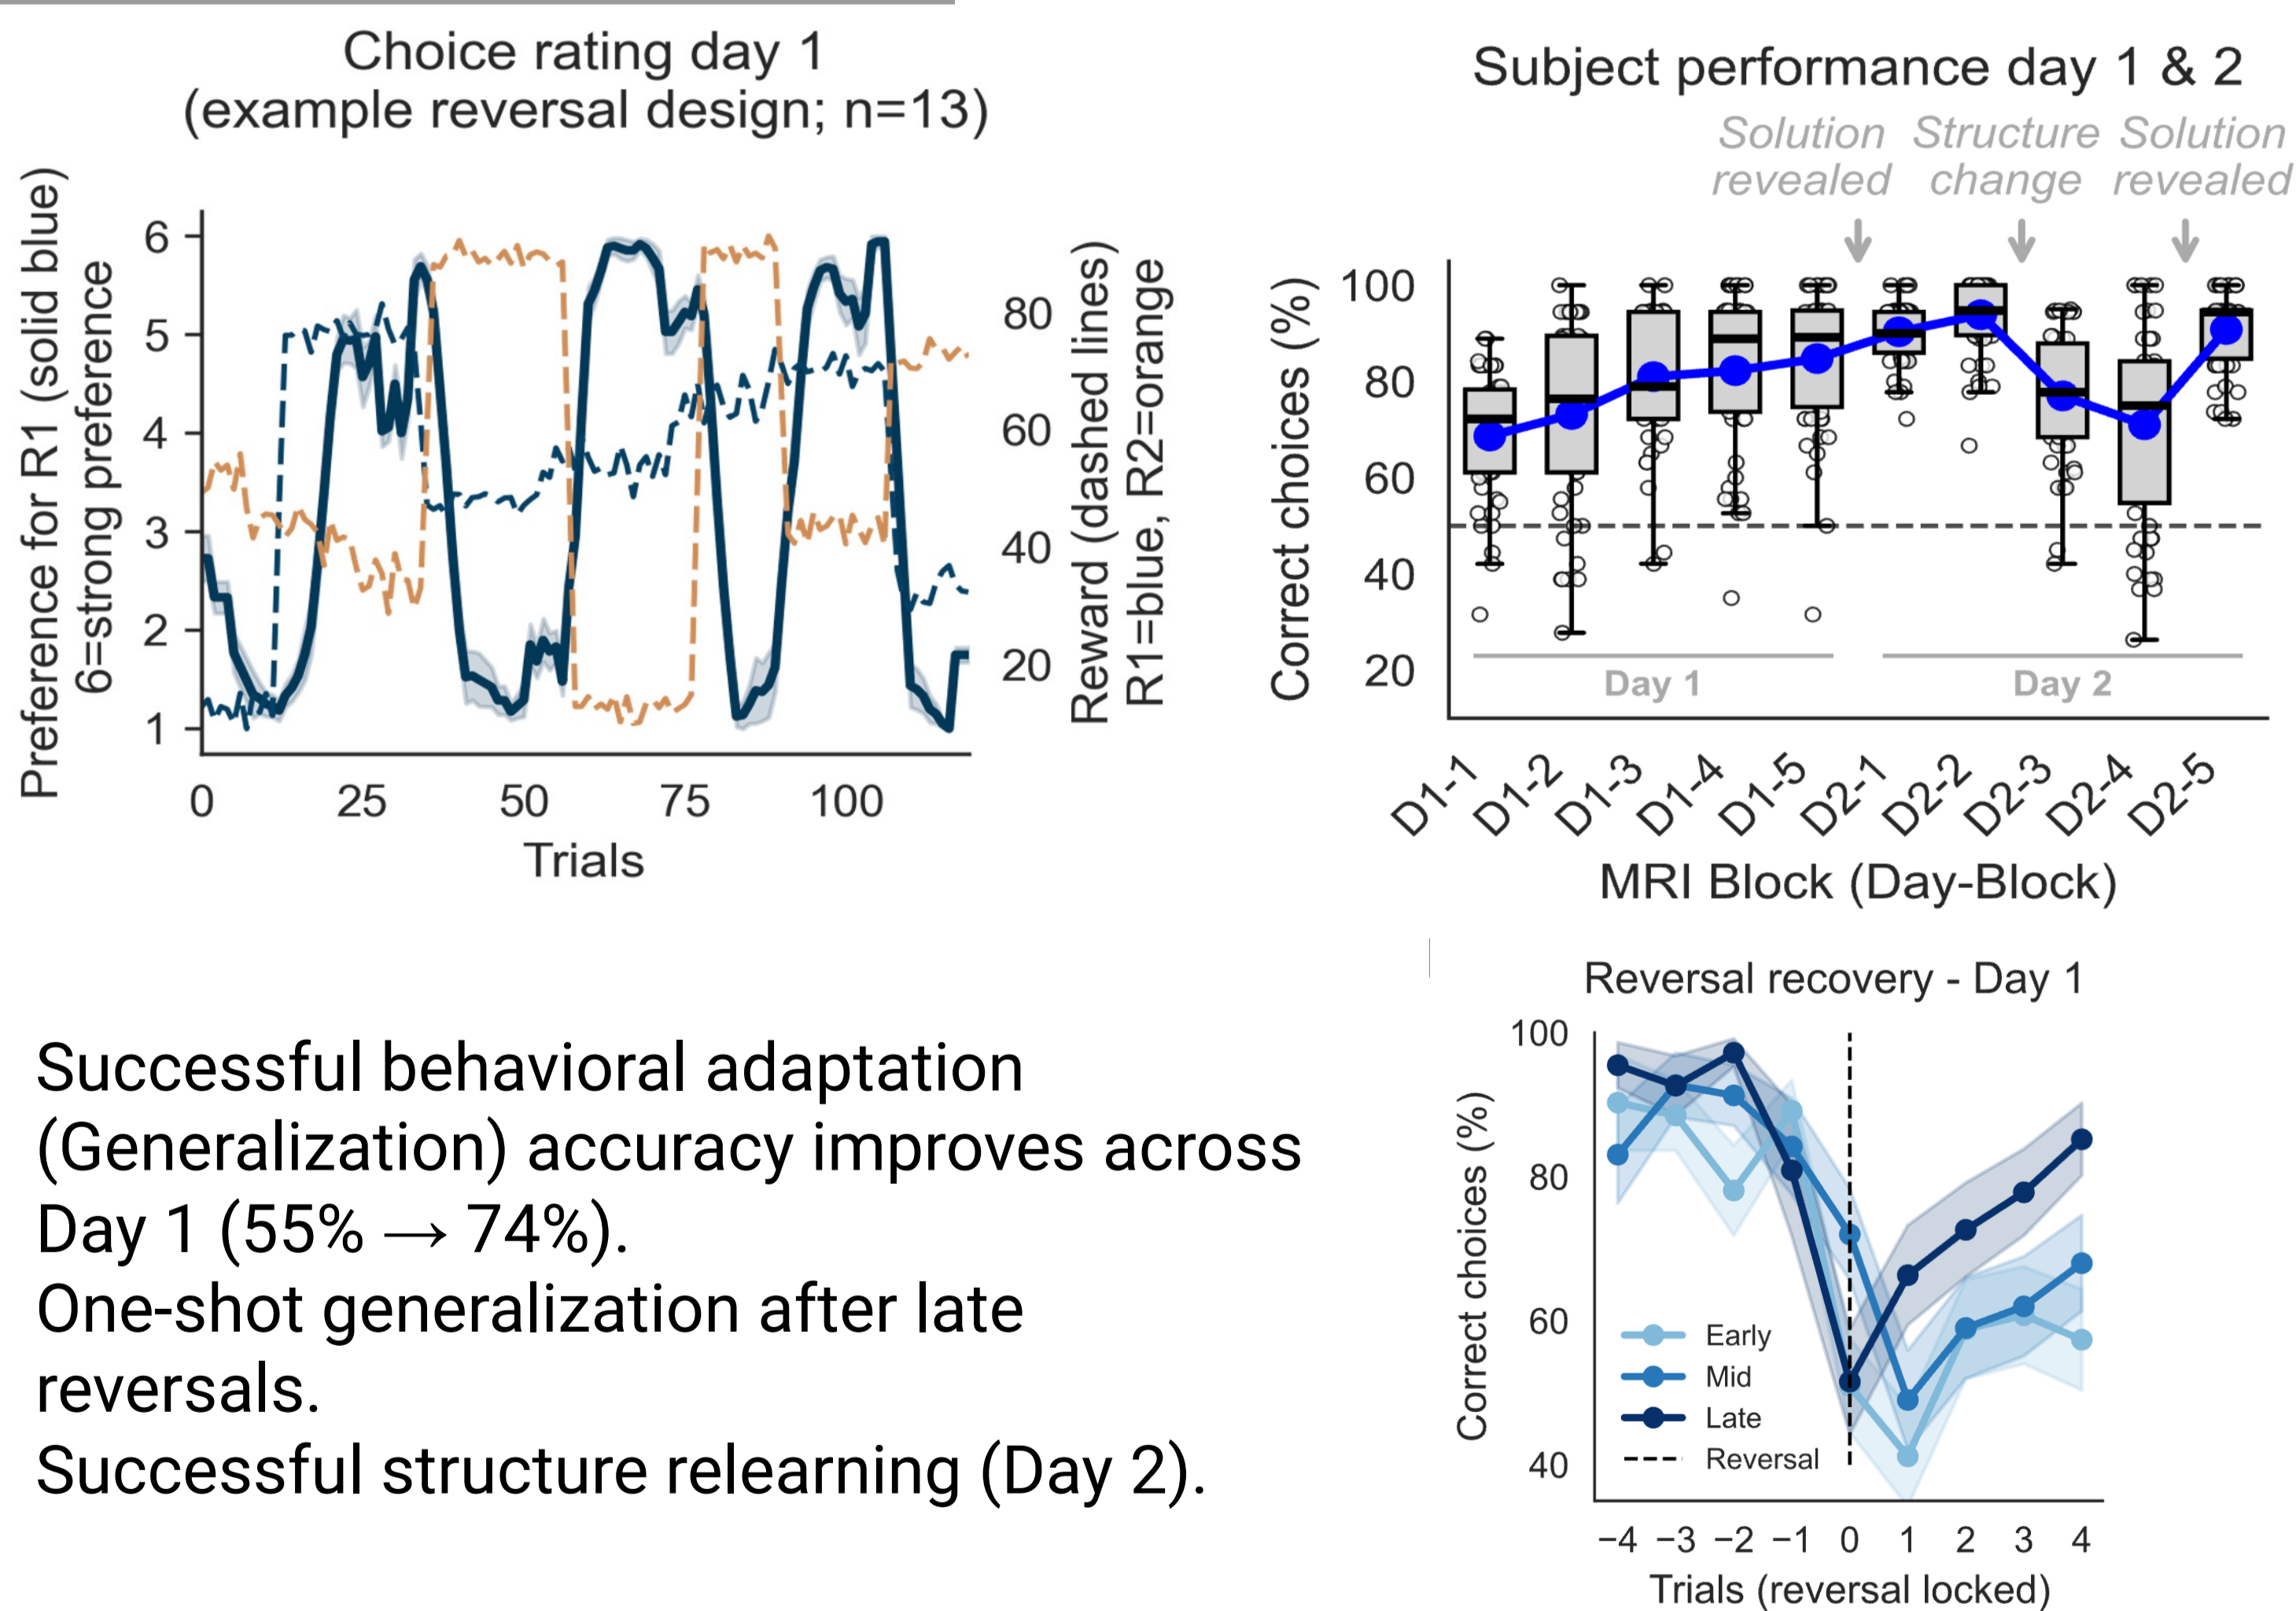 Choice rating day 1
(example reversal design; n=13)
Preference for R1 (solid blue)
6=strong preference
6
5
4
3
2
1
0
25
50
75
100
Trials
80
60
40
20
Reward (dashed lines)
R1=blue, R2=orange
Subject performance day 1 & 2
Solution
revealed
Structure
change
Solution
revealed
Correct choices (%)
100
80
60
40
20
Day 1
Day 2
D1-1
D1-2
D1-3
D1-4
D1-5
D2-1
D2-2
D2-3
D2-4
D2-5
MRI Block (Day-Block)
Successful behavioral adaptation
(Generalization) accuracy improves across
Day 1 (55% → 74%).
One-shot generalization after late
reversals.
Successful structure relearning (Day 2).
Reversal recovery - Day 1
Correct choices (%)
100
80
60
40
Early
Mid
Late
Reversal
−4
−3
−2
−1
0
1
2
3
4
Trials (reversal locked)